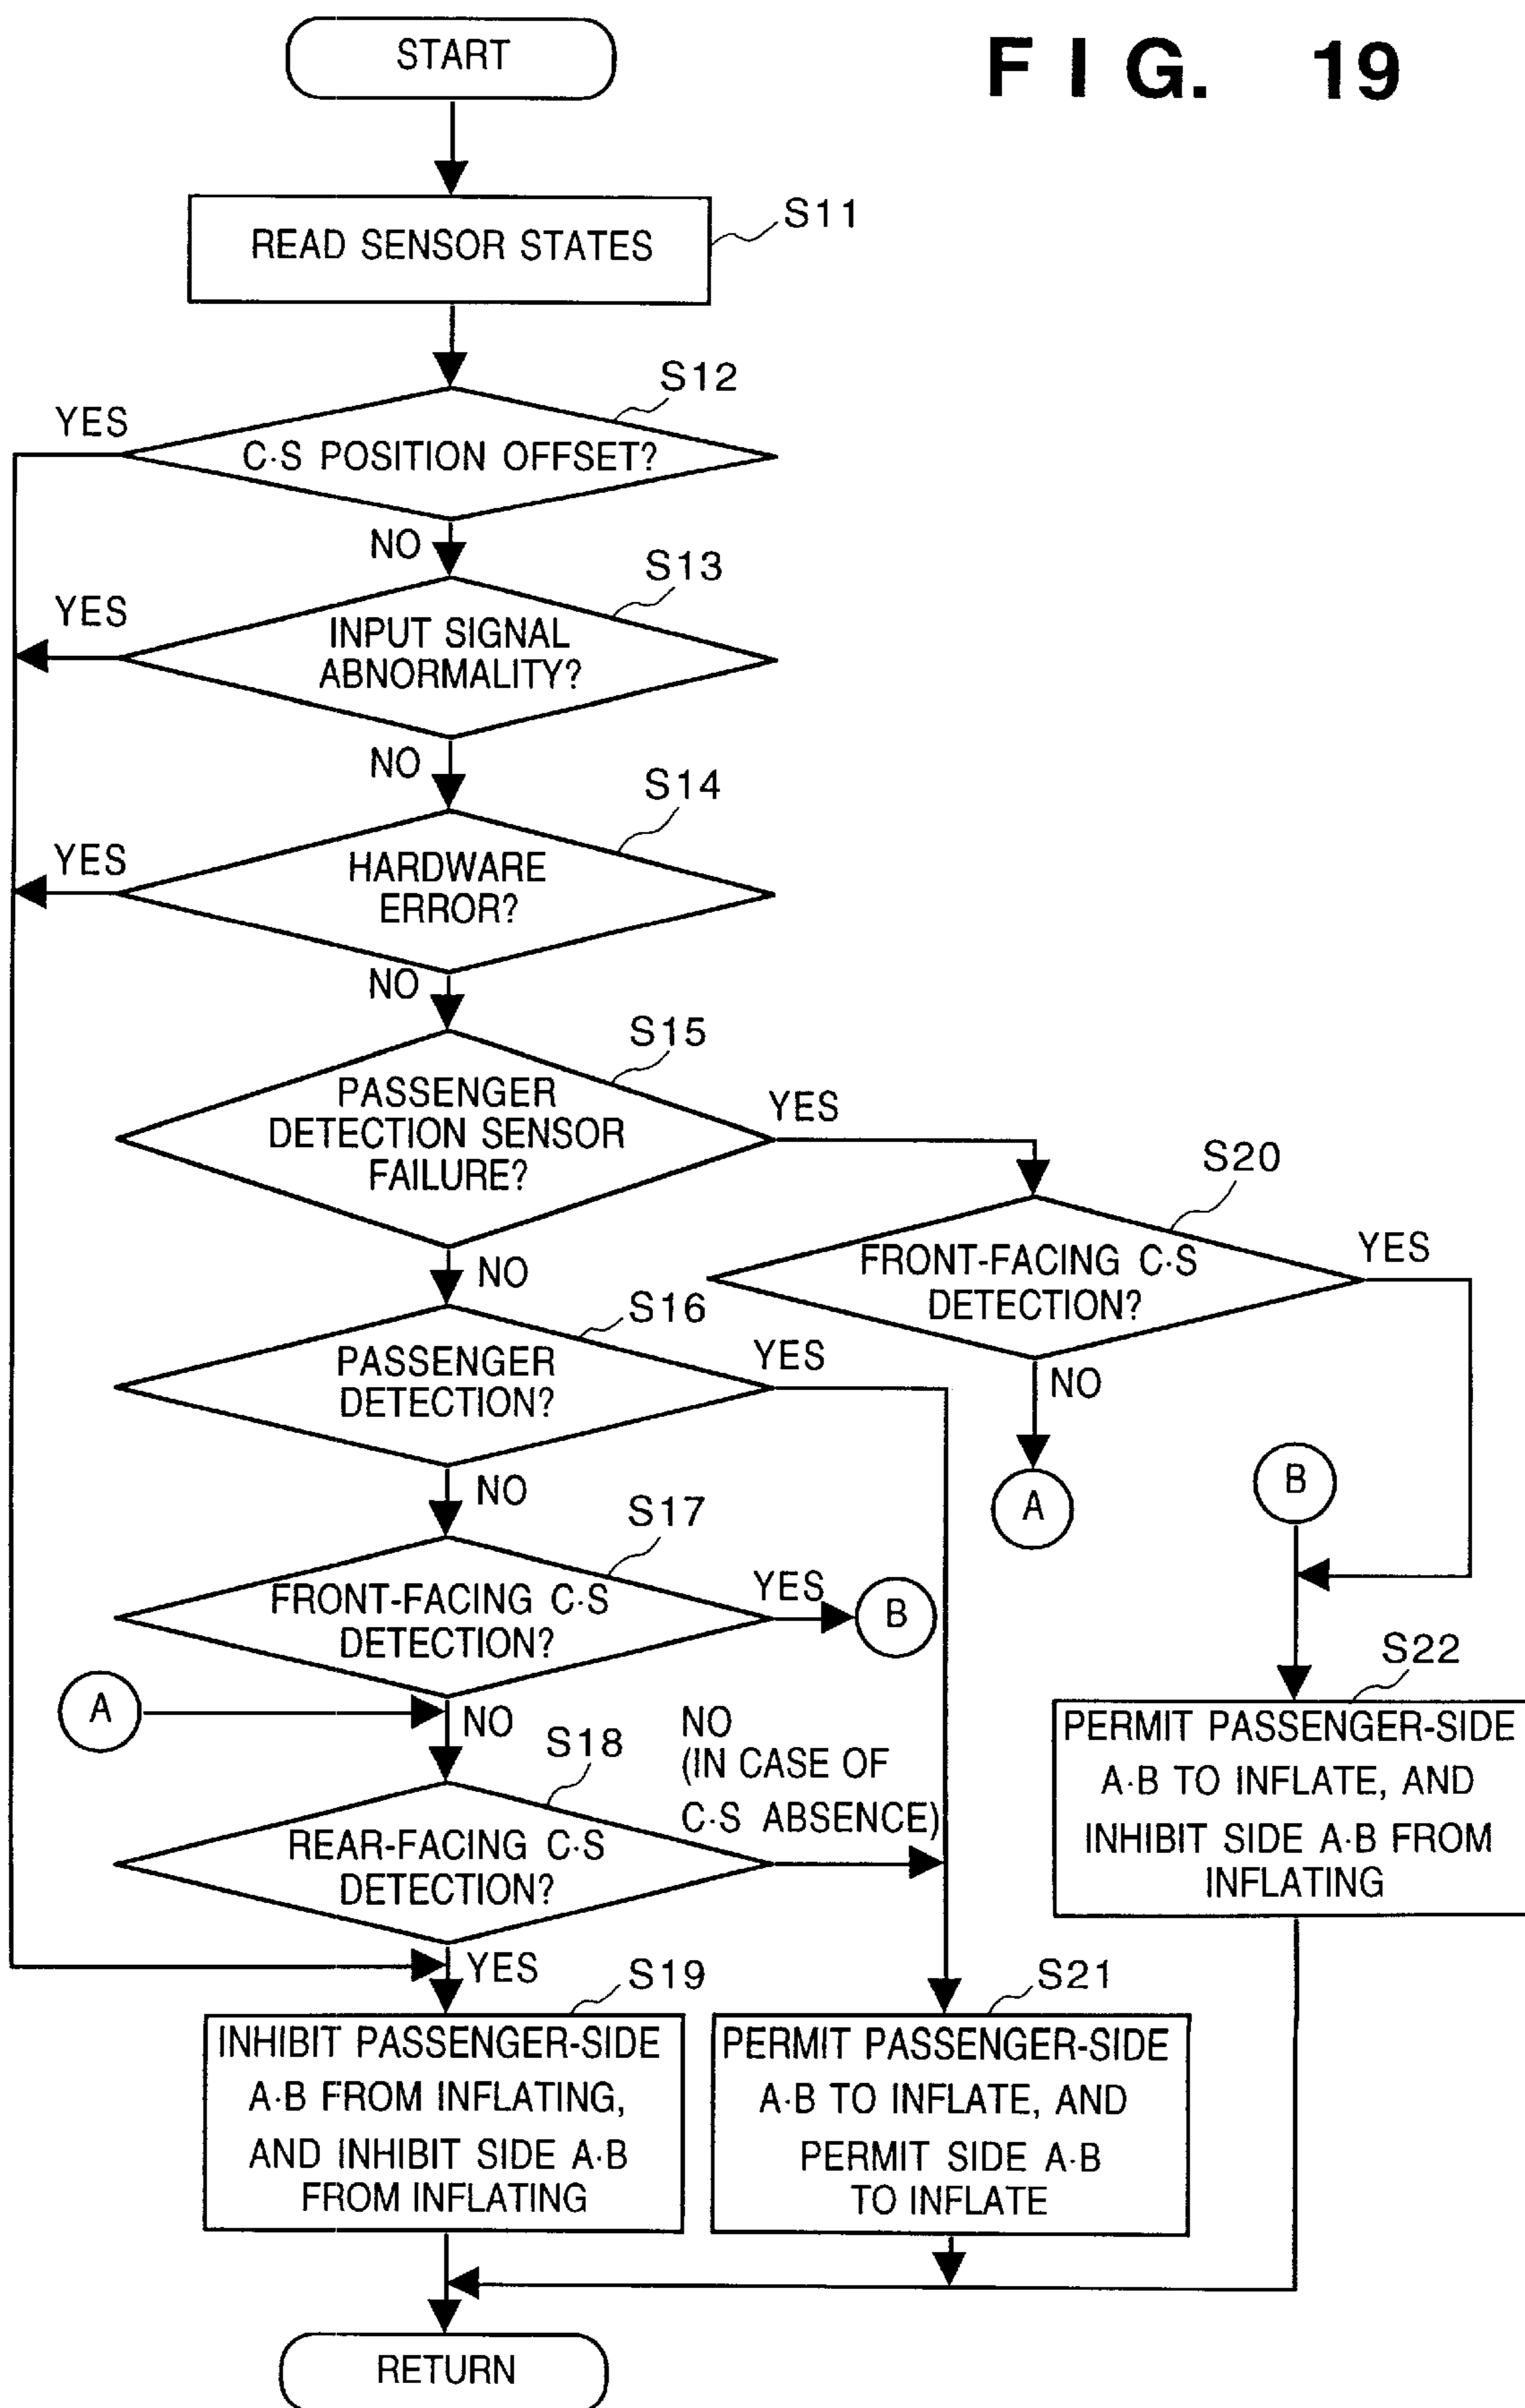 START
FIG. 19
READ SENSOR STATES
S11
S12
YES
C·S POSITION OFFSET?
NO
S13
YES
INPUT SIGNAL
ABNORMALITY?
NO
S14
YES
HARDWARE
ERROR?
NO
S15
PASSENGER
DETECTION SENSOR
FAILURE?
YES
NO
S20
FRONT-FACING C·S
DETECTION?
YES
NO
A
S16
PASSENGER
DETECTION?
YES
NO
B
S17
FRONT-FACING C·S
DETECTION?
YES
B
A
NO
S18
NO
(IN CASE OF
C·S ABSENCE)
REAR-FACING C·S
DETECTION?
YES
S22
PERMIT PASSENGER-SIDE
A·B TO INFLATE, AND
INHIBIT SIDE A·B FROM
INFLATING
S19
INHIBIT PASSENGER-SIDE
A·B FROM INFLATING,
AND INHIBIT SIDE A·B
FROM INFLATING
S21
PERMIT PASSENGER-SIDE
A·B TO INFLATE, AND
PERMIT SIDE A·B
TO INFLATE
RETURN